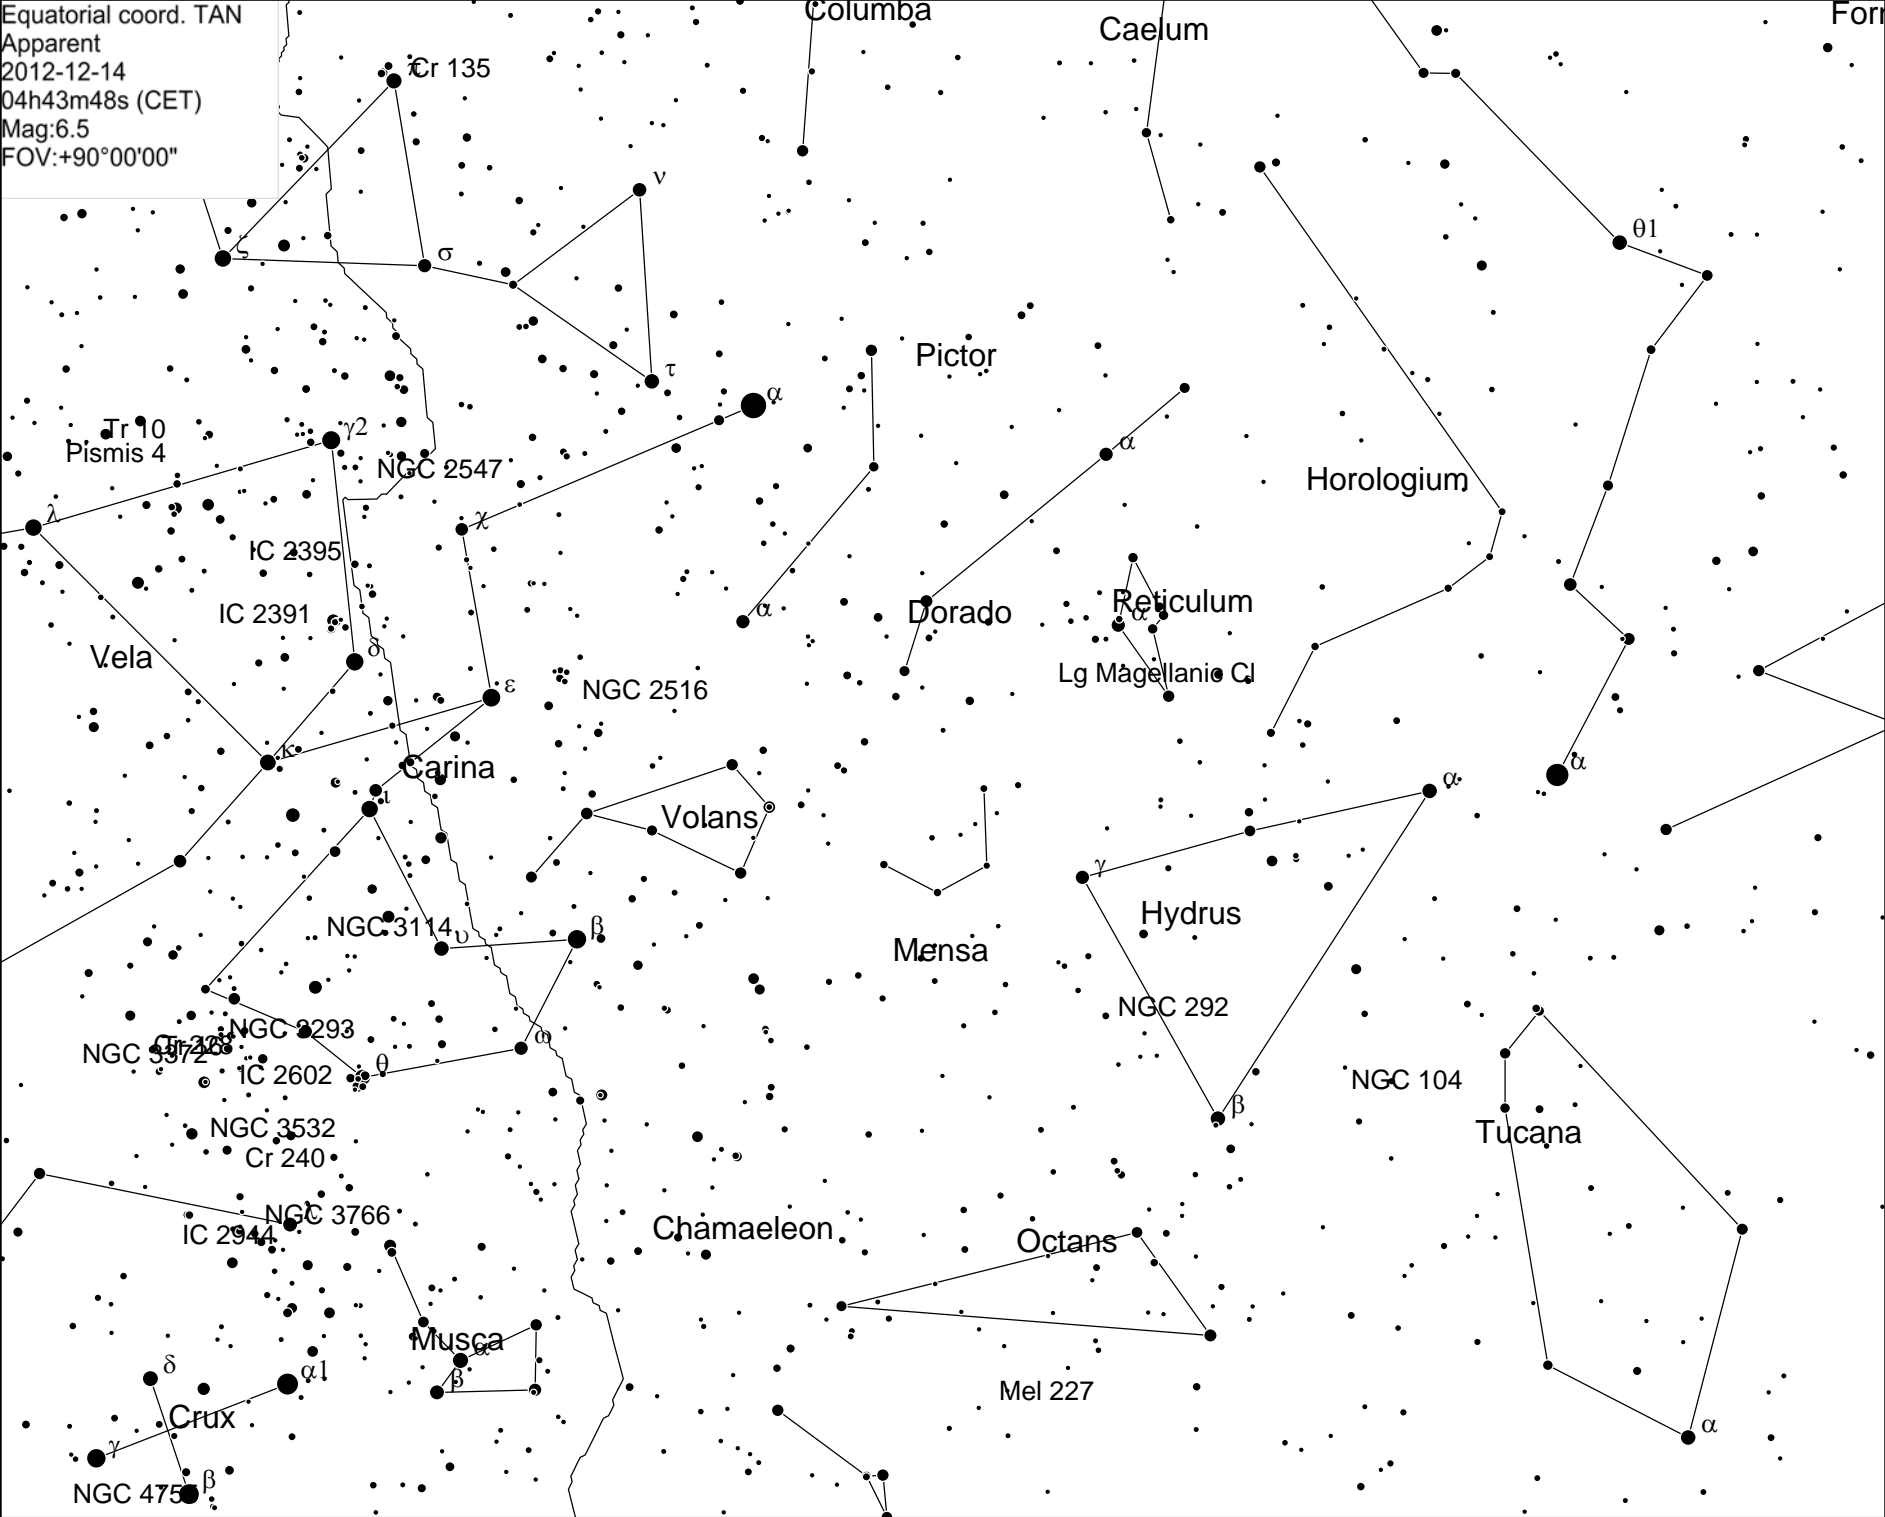 Equatorial coord. TAN
Apparent
2012-12-14
04h43m48s (CET)
Mag:6.5
FOV:+90°00'00"
Columba
Caelum
For
π
Cr 135
ν
θ1
ζ
σ
Pictor
τ
α
Tr 10
γ2
Pismis 4
NGC 2547
α
Horologium
λ
χ
IC 2395
IC 2391
α
Dorado
Reticulum
α
Vela
δ
Lg Magellanic Cl
ε
NGC 2516
κ
Carina
α
α
ι
Volans
γ
Hydrus
NGC 3114
υ
β
Mensa
NGC 292
NGC 3293
ω
NGC 3372
IC 2602
θ
NGC 104
β
NGC 3532
Tucana
Cr 240
λ
NGC 3766
IC 2944
Chamaeleon
Octans
Musca
α
δ
α1
β
Mel 227
Crux
α
γ
β
NGC 4755